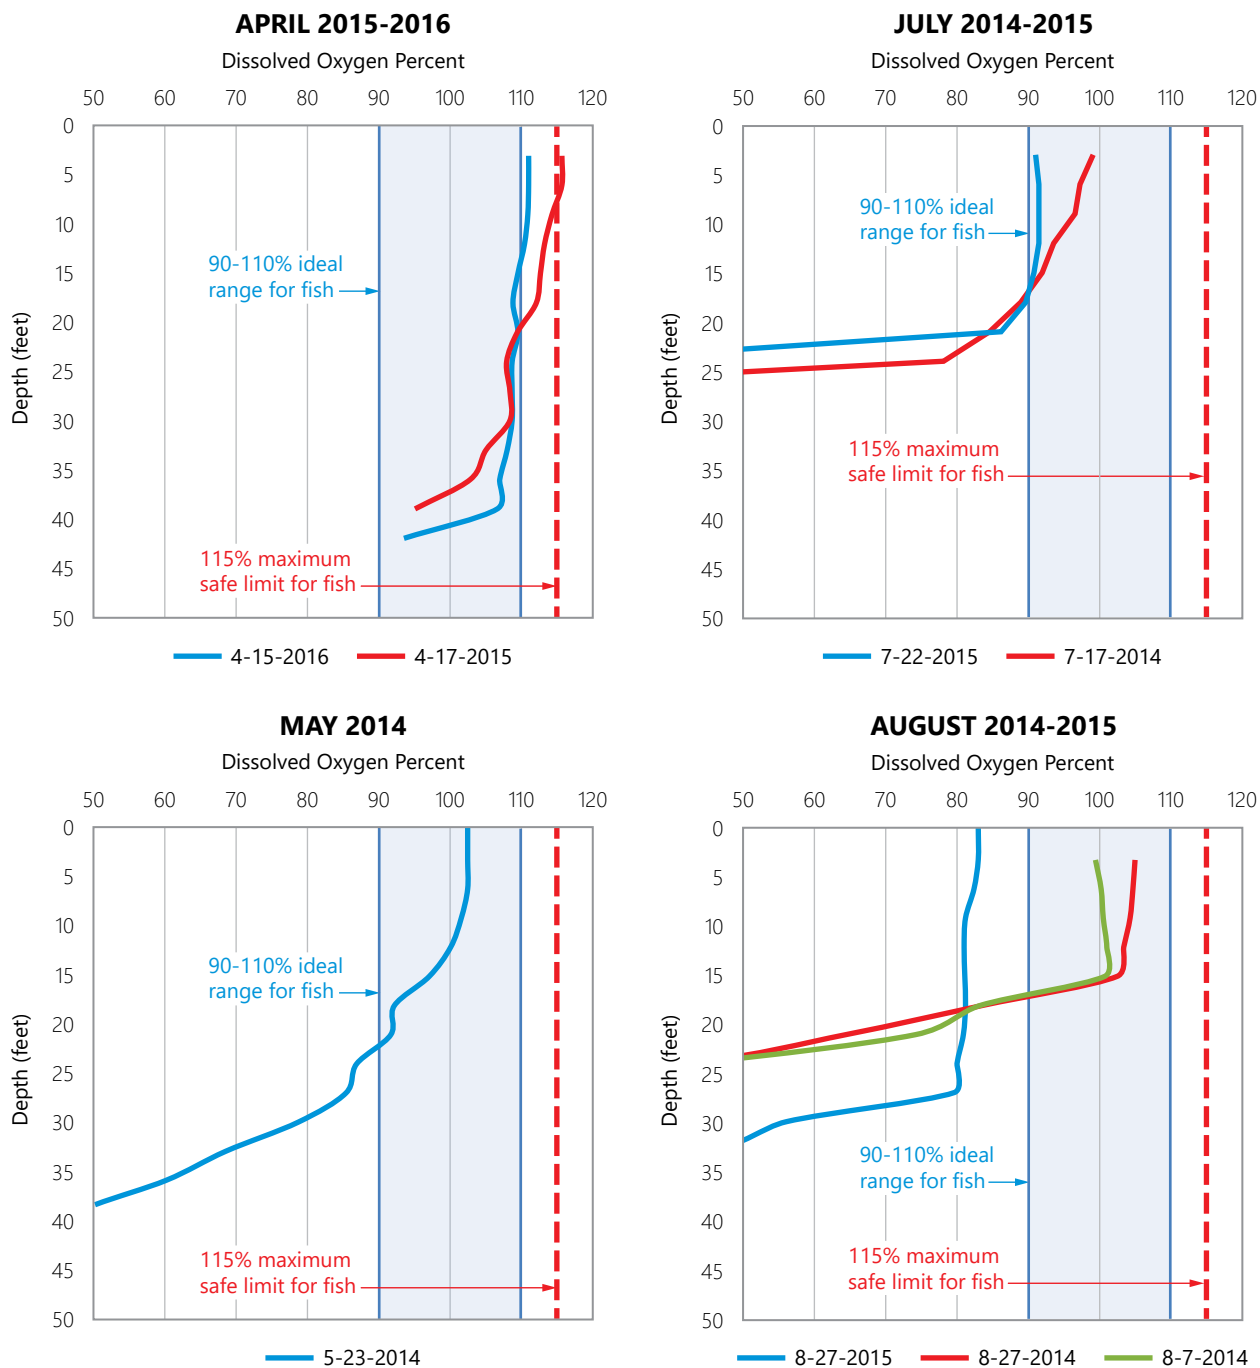 APRIL 2015-2016
Dissolved Oxygen Percent
50 60 70 80 90 100 110 120
0
5
10
15
20
25
30
35
40
45
50
Depth (feet)
90-110% ideal
range for fish
115% maximum
safe limit for fish
4-15-2016 4-17-2015
JULY 2014-2015
Dissolved Oxygen Percent
50 60 70 80 90 100 110 120
0
5
10
15
20
25
30
35
40
45
50
Depth (feet)
90-110% ideal
range for fish
115% maximum
safe limit for fish
7-22-2015 7-17-2014
MAY 2014
Dissolved Oxygen Percent
50 60 70 80 90 100 110 120
0
5
10
15
20
25
30
35
40
45
50
Depth (feet)
90-110% ideal
range for fish
115% maximum
safe limit for fish
5-23-2014
AUGUST 2014-2015
Dissolved Oxygen Percent
50 60 70 80 90 100 110 120
0
5
10
15
20
25
30
35
40
45
50
Depth (feet)
90-110% ideal
range for fish
115% maximum
safe limit for fish
8-27-2015 8-27-2014 8-7-2014